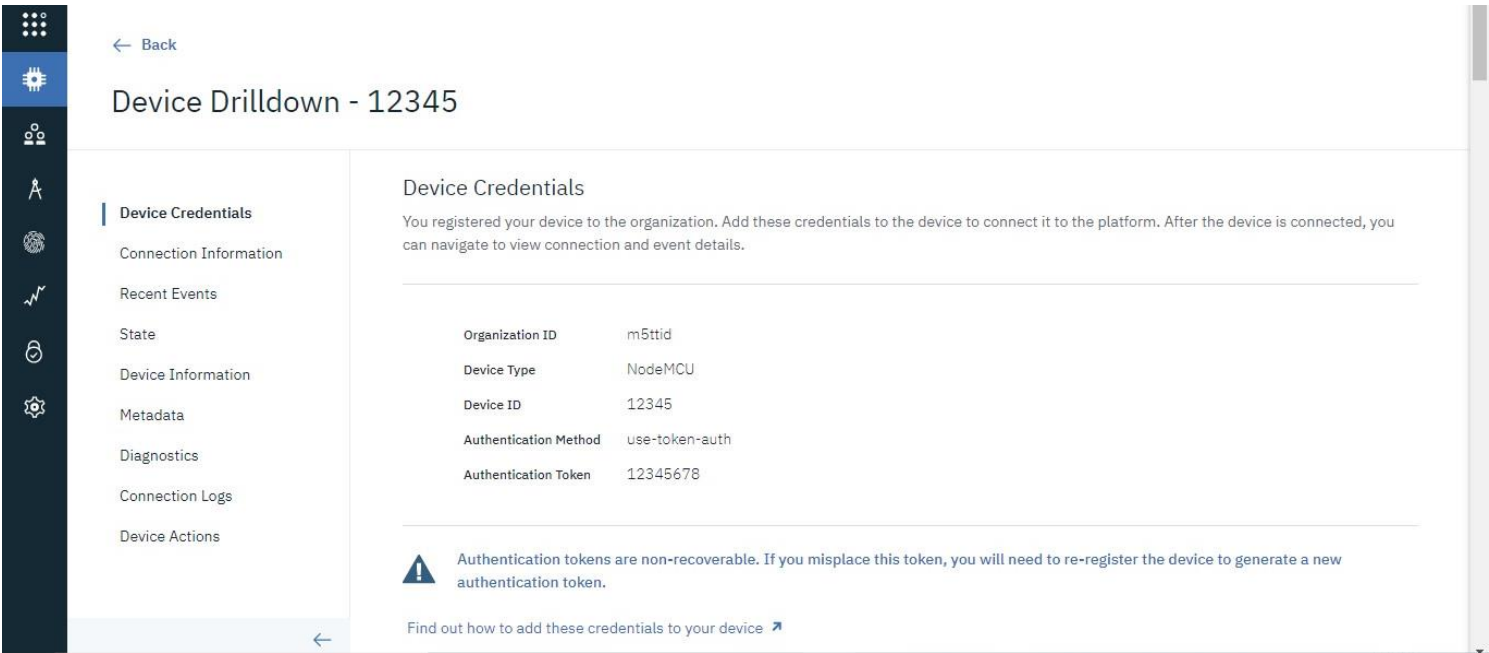 Back
Device Drilldown - 12345
Device Credentials
Connection Information
Recent Events
State
Device Information
Metadata
Diagnostics
Connection Logs
Device Actions
Device Credentials
You registered your device to the organization. Add these credentials to the device to connect it to the platform. After the device is connected, you
can navigate to view connection and event details.
Organization ID m5ttid
Device Type NodeMCU
Device ID 12345
Authentication Method use-token-auth
Authentication Token 12345678
Authentication tokens are non-recoverable. If you misplace this token, you will need to re-register the device to generate a new
authentication token.
Find out how to add these credentials to your device